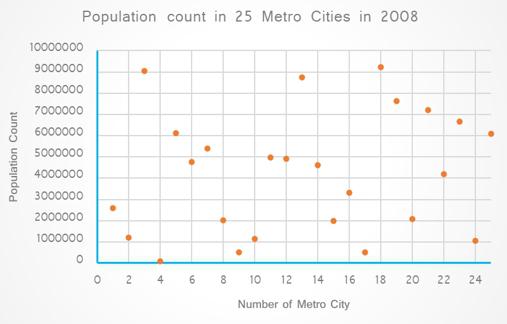 Population count in 25 Metro Cities in 2008
10000000
9000000
8000000
7000000
6000000
5000000
4000000
3000000
2000000
1000000
0
Population Count
0 2 4 6 8 10 12 14 16 18 20 22 24
Number of Metro City